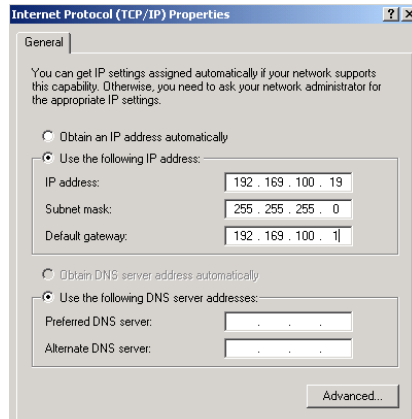 Internet Protocol (TCP/IP) Properties
General
You can get IP settings assigned automatically if your network supports
this capability. Otherwise, you need to ask your network administrator for
the appropriate IP settings.
Obtain an IP address automatically
Use the following IP address:
IP address: 192 . 169 . 100 . 19
Subnet mask: 255 . 255 . 255 . 0
Default gateway: 192 . 169 . 100 . 1
Obtain DNS server address automatically
Use the following DNS server addresses:
Preferred DNS server: . . .
Alternate DNS server: . . .
Advanced...